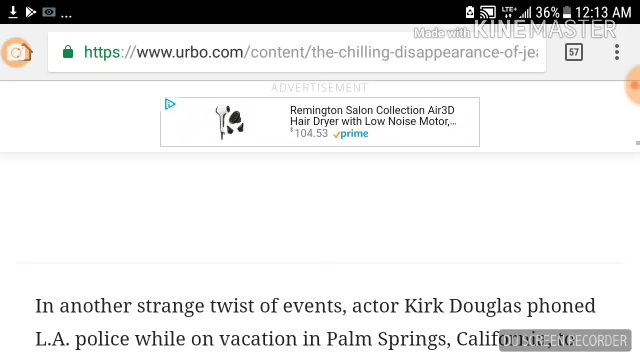 LTE+ 36% 12:13 AM
Made with KINEMASTER
https://www.urbo.com/content/the-chilling-disappearance-of-jea
57
ADVERTISEMENT
Remington Salon Collection Air3D
Hair Dryer with Low Noise Motor,...
$104.53 prime
In another strange twist of events, actor Kirk Douglas phoned
L.A. police while on vacation in Palm Springs, California, to
DU SCREEN RECORDER